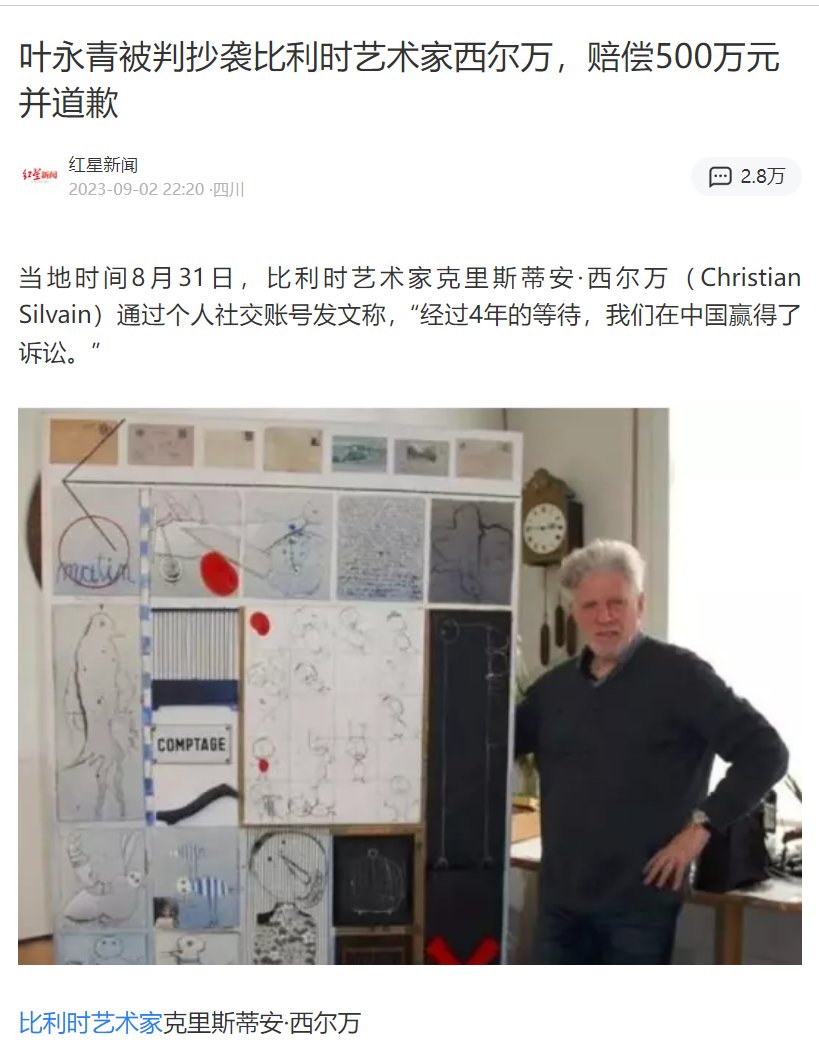 叶永青被判抄袭比利时艺术家西尔万，赔偿500万元
并道歉
红星新闻
红星新闻
2023-09-02 22:20 ·四川
2.8万
当地时间8月31日，比利时艺术家克里斯蒂安·西尔万（Christian
Silvain）通过个人社交账号发文称，“经过4年的等待，我们在中国赢得了
诉讼。”
matin
COMPTAGE
比利时艺术家克里斯蒂安·西尔万